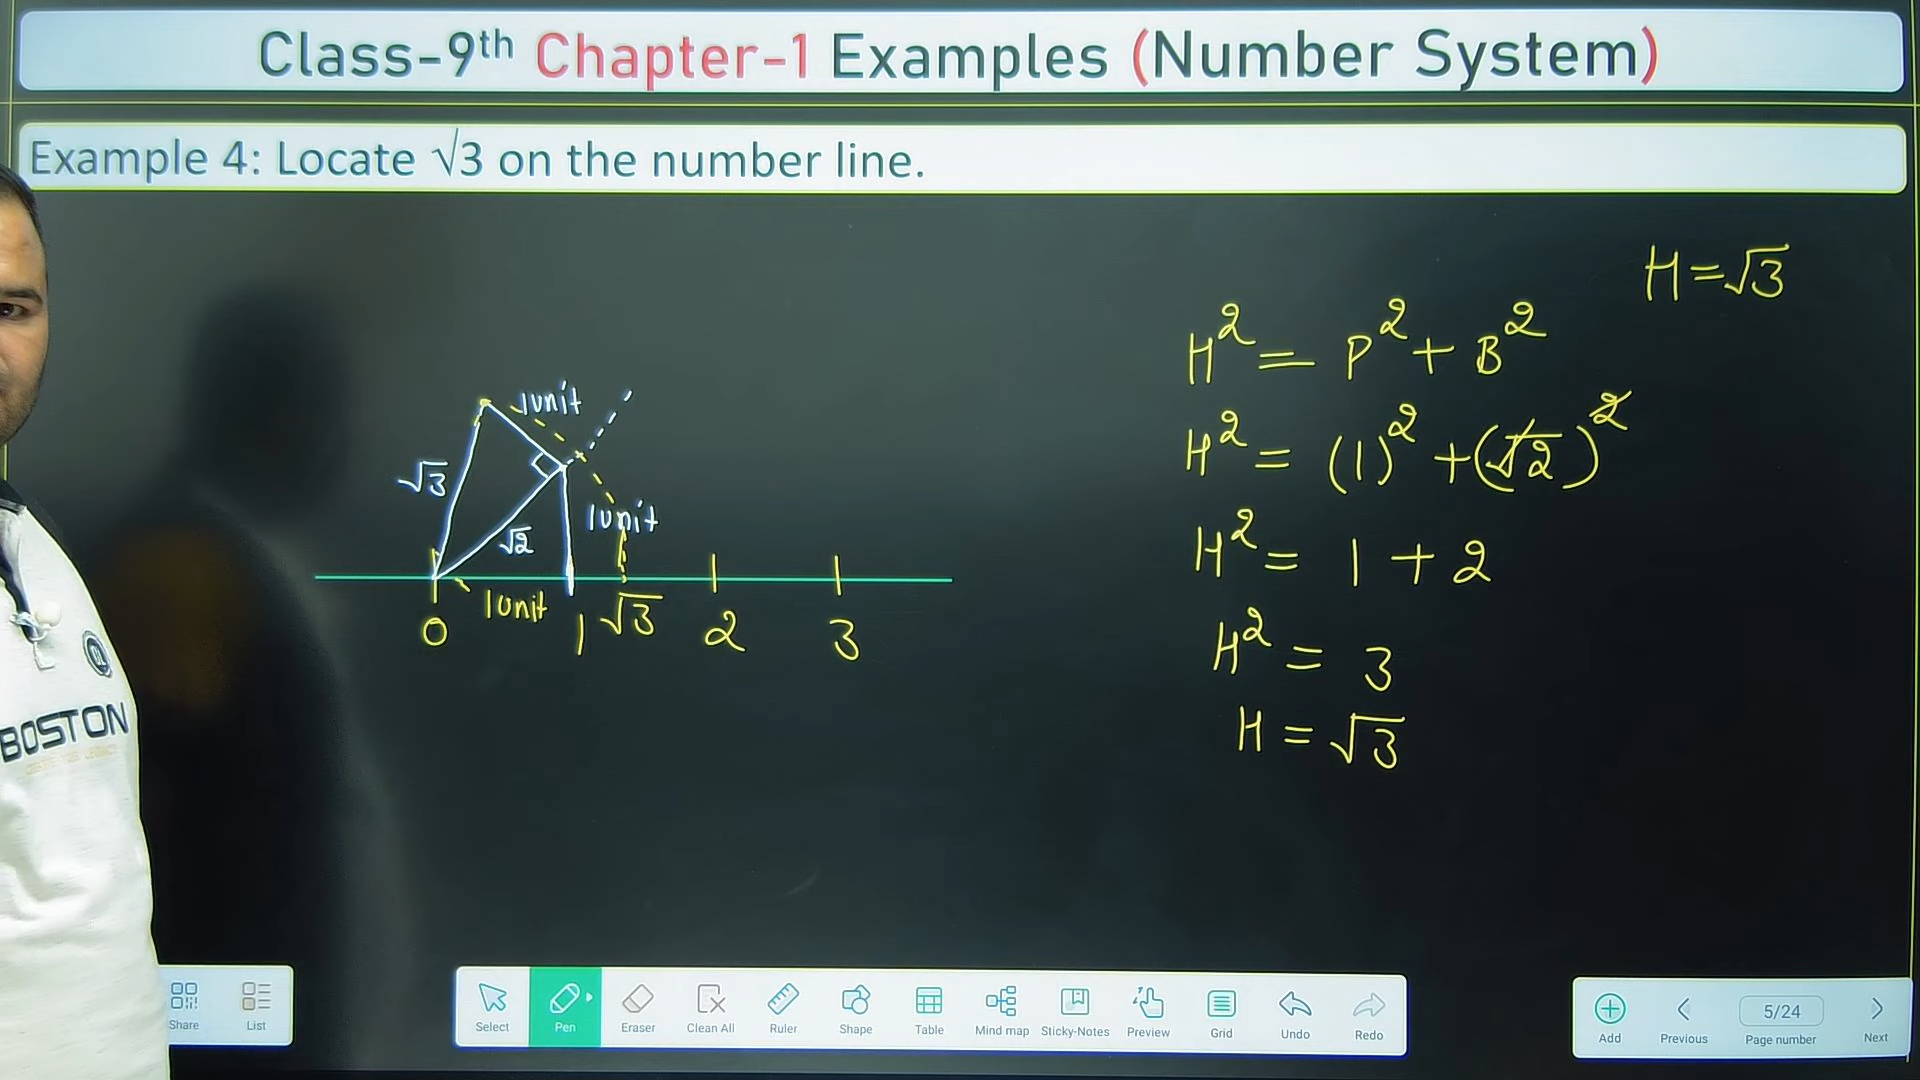 Class-9th Chapter-1 Examples (Number System)
Example 4: Locate √3 on the number line.
H = √3
H² = P² + B²
H² = (1)² + (√2)²
H² = 1 + 2
H² = 3
H = √3
1unit
√3
1unit
√2
1unit
0
1
√3
2
3
BOSTON
Share
List
Select
Pen
Eraser
Clean All
Ruler
Shape
Table
Mind map
Sticky-Notes
Preview
Grid
Undo
Redo
Add
Previous
5/24
Page number
Next